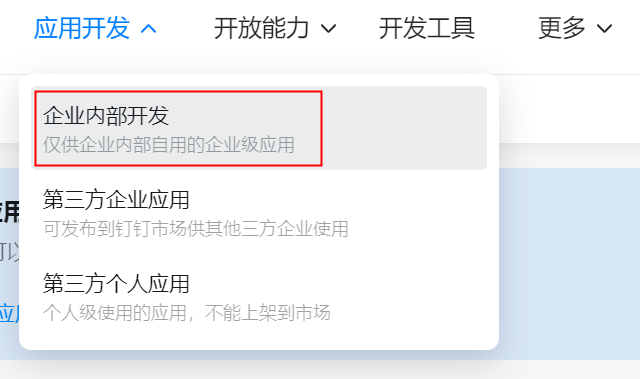 应用开发 开放能力 开发工具 更多
企业内部开发
仅供企业内部自用的企业级应用
第三方企业应用
可发布到钉钉市场供其他三方企业使用
第三方个人应用
个人级使用的应用，不能上架到市场